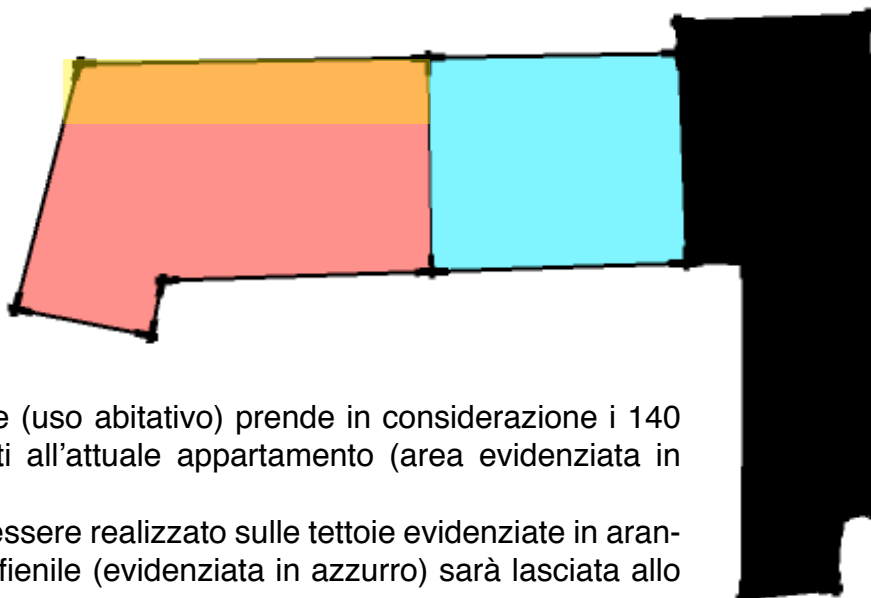 e (uso abitativo) prende in considerazione i 140
ti all'attuale appartamento (area evidenziata in
essere realizzato sulle tettoie evidenziate in aran-
fienile (evidenziata in azzurro) sarà lasciata allo